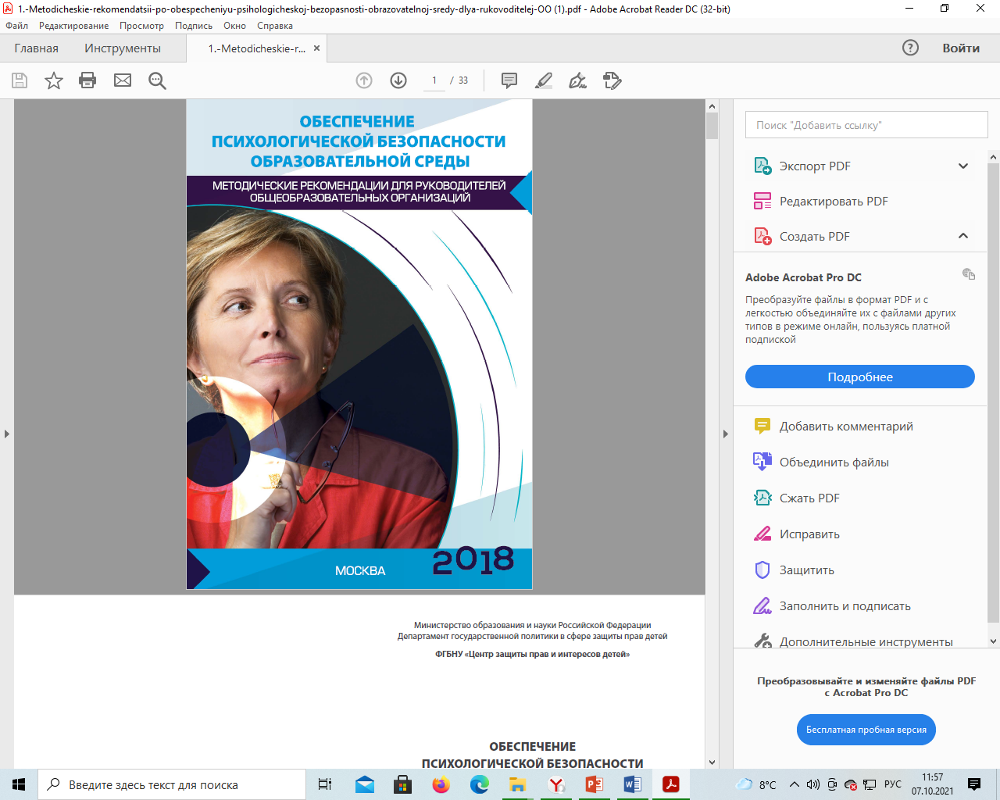 1.-Metodicheskie-rekomendatsii-po-obespecheniyu-psihologicheskoj-bezopasnosti-obrazovatelnoj-sredy-dlya-rukovoditelej-OO (1).pdf - Adobe Acrobat Reader DC (32-bit)
Файл Редактирование Просмотр Подпись Окно Справка
Главная Инструменты 1.-Metodicheskie-r... × ? Войти
1 / 33
ОБЕСПЕЧЕНИЕ
ПСИХОЛОГИЧЕСКОЙ БЕЗОПАСНОСТИ
ОБРАЗОВАТЕЛЬНОЙ СРЕДЫ
МЕТОДИЧЕСКИЕ РЕКОМЕНДАЦИИ ДЛЯ РУКОВОДИТЕЛЕЙ
ОБЩЕОБРАЗОВАТЕЛЬНЫХ ОРГАНИЗАЦИЙ
МОСКВА 2018
Министерство образования и науки Российской Федерации
Департамент государственной политики в сфере защиты прав детей
ФГБНУ «Центр защиты прав и интересов детей»
ОБЕСПЕЧЕНИЕ
ПСИХОЛОГИЧЕСКОЙ БЕЗОПАСНОСТИ
Поиск "Добавить ссылку"
Экспорт PDF
Редактировать PDF
Создать PDF
Adobe Acrobat Pro DC
Преобразуйте файлы в формат PDF и с
легкостью объединяйте их с файлами других
типов в режиме онлайн, пользуясь платной
подпиской
Подробнее
Добавить комментарий
Объединить файлы
Сжать PDF
Исправить
Защитить
Заполнить и подписать
Дополнительные инструменты
Преобразовывайте и изменяйте файлы PDF
с Acrobat Pro DC
Бесплатная пробная версия
Введите здесь текст для поиска
8°C РУС 11:57
07.10.2021